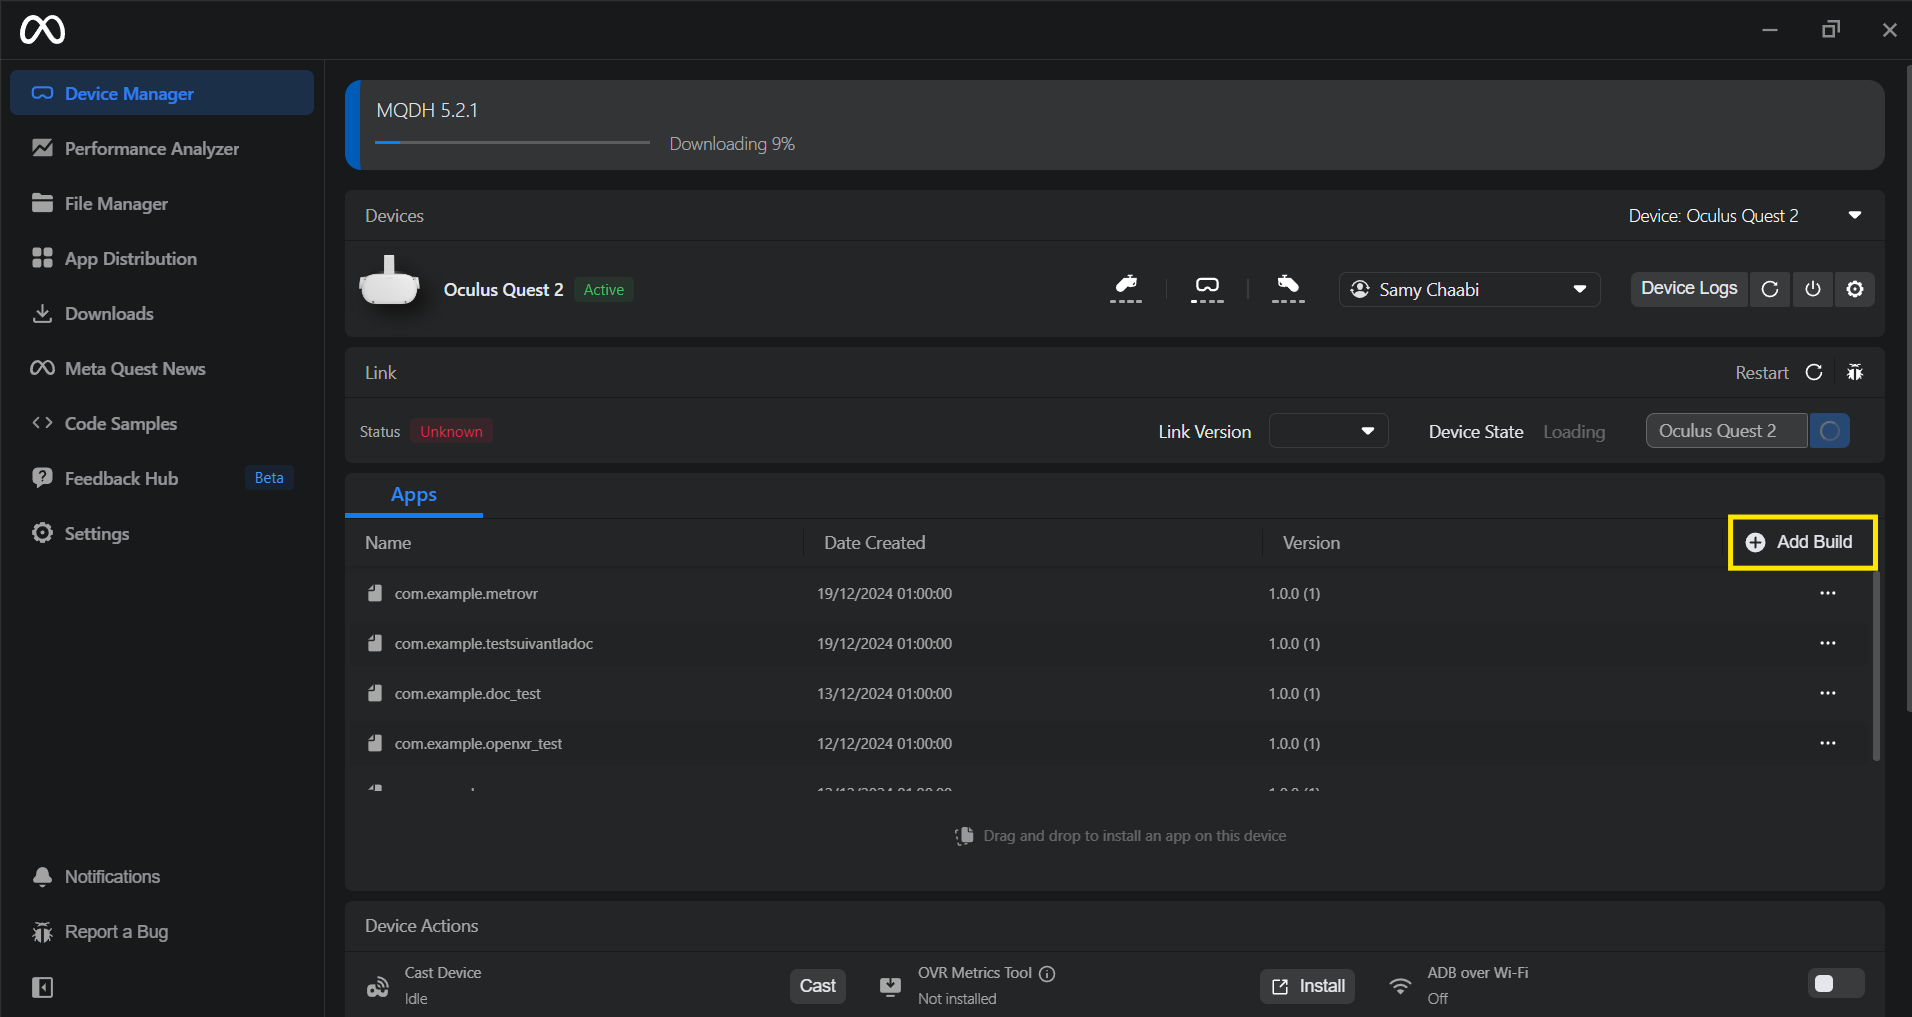 Device Manager
Performance Analyzer
File Manager
App Distribution
Downloads
Meta Quest News
Code Samples
Feedback Hub Beta
Settings
Notifications
Report a Bug
MQDH 5.2.1
Downloading 9%
Devices
Device: Oculus Quest 2
Oculus Quest 2 Active
Samy Chaabi
Device Logs
Link
Restart
Status Unknown
Link Version
Device State Loading
Oculus Quest 2
Apps
Name Date Created Version Add Build
com.example.metrovr 19/12/2024 01:00:00 1.0.0 (1)
com.example.testsuivantladoc 19/12/2024 01:00:00 1.0.0 (1)
com.example.doc_test 13/12/2024 01:00:00 1.0.0 (1)
com.example.openxr_test 12/12/2024 01:00:00 1.0.0 (1)
Drag and drop to install an app on this device
Device Actions
Cast Device
Idle
Cast
OVR Metrics Tool
Not installed
Install
ADB over Wi-Fi
Off